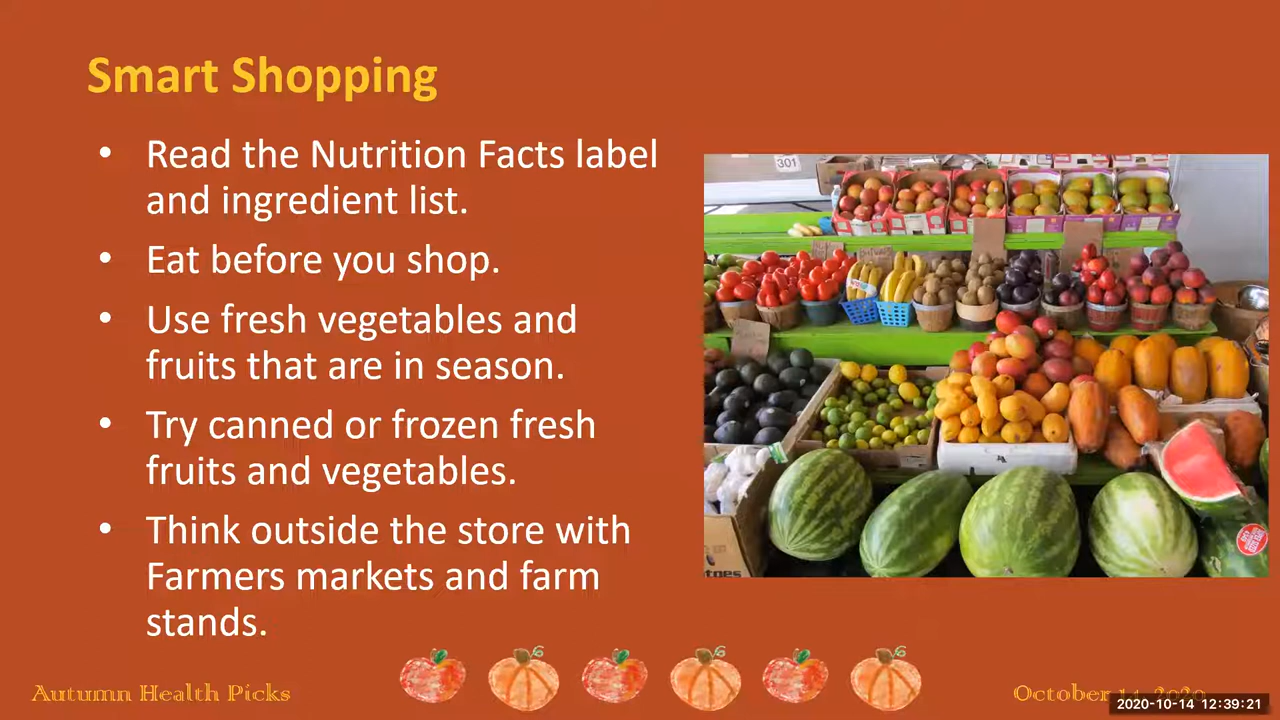 Smart Shopping
• Read the Nutrition Facts label
and ingredient list.
• Eat before you shop.
• Use fresh vegetables and
fruits that are in season.
• Try canned or frozen fresh
fruits and vegetables.
• Think outside the store with
Farmers markets and farm
stands.
301
Autumn Health Picks
October 14, 2020
2020-10-14 12:39:21